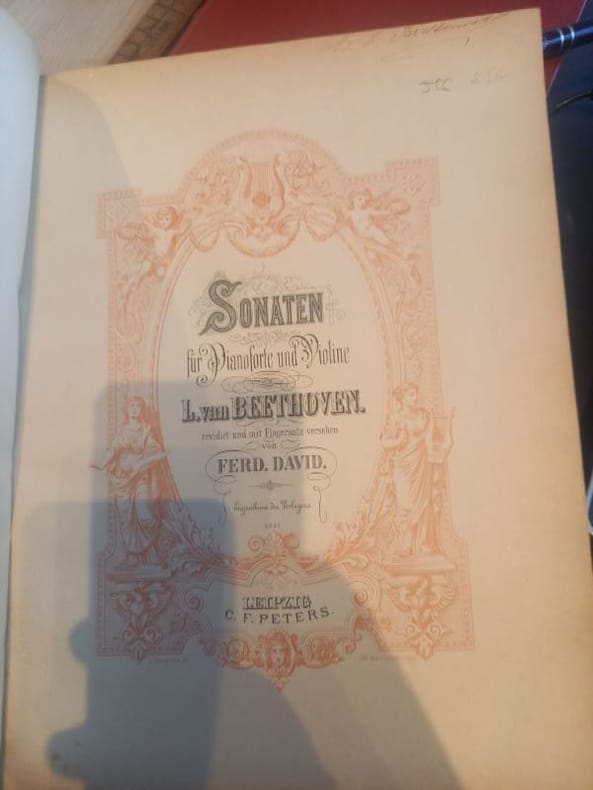 SONATEN
für Pianoforte und Violine
L. van BEETHOVEN.
revidirt und mit Fingersatz versehen
von
FERD. DAVID.
Eigenthum des Verlegers
LEIPZIG
C. F. PETERS.